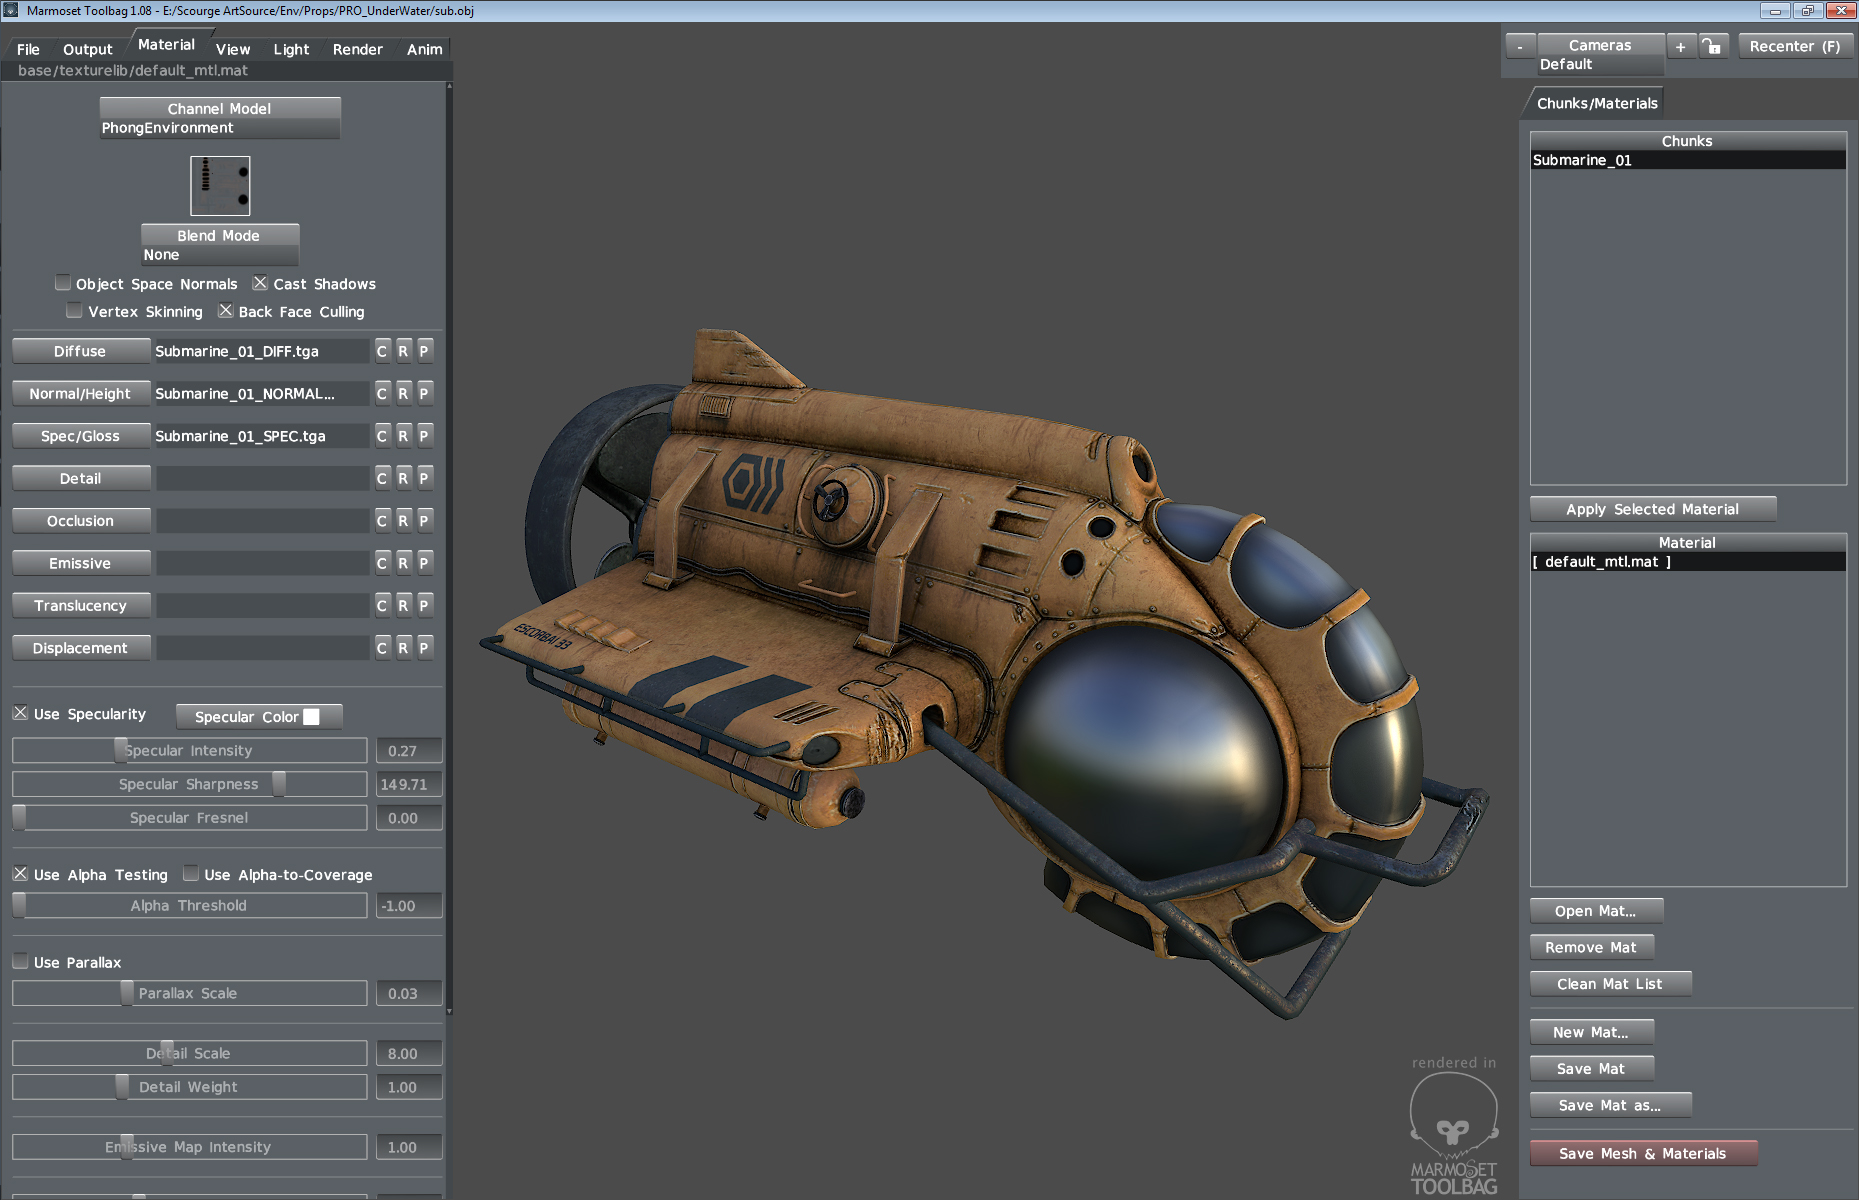 Marmoset Toolbag 1.08 - E:/Scourge ArtSource/Env/Props/PRO_UnderWater/sub.obj
File Output Material View Light Render Anim
base/texturelib/default_mtl.mat
Channel Model
PhongEnvironment
Blend Mode
None
Object Space Normals Cast Shadows
Vertex Skinning Back Face Culling
Diffuse Submarine_01_DIFF.tga C R P
Normal/Height Submarine_01_NORMAL... C R P
Spec/Gloss Submarine_01_SPEC.tga C R P
Detail C R P
Occlusion C R P
Emissive C R P
Translucency C R P
Displacement C R P
Use Specularity Specular Color
Specular Intensity 0.27
Specular Sharpness 149.71
Specular Fresnel 0.00
Use Alpha Testing Use Alpha-to-Coverage
Alpha Threshold -1.00
Use Parallax
Parallax Scale 0.03
Detail Scale 8.00
Detail Weight 1.00
Emissive Map Intensity 1.00
ESCORBAI 33
rendered in
MARMOSET
TOOLBAG
- Cameras + Recenter (F)
Default
Chunks/Materials
Chunks
Submarine_01
Apply Selected Material
Material
[ default_mtl.mat ]
Open Mat...
Remove Mat
Clean Mat List
New Mat...
Save Mat
Save Mat as...
Save Mesh & Materials